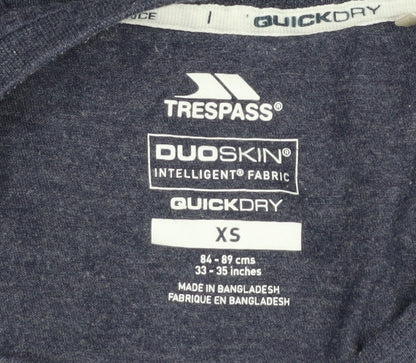 NCE | QUICKDRY
TRESPASS®
DUOSKIN®
INTELLIGENT® FABRIC
QUICKDRY
XS
84 - 89 cms
33 - 35 inches
MADE IN BANGLADESH
FABRIQUE EN BANGLADESH